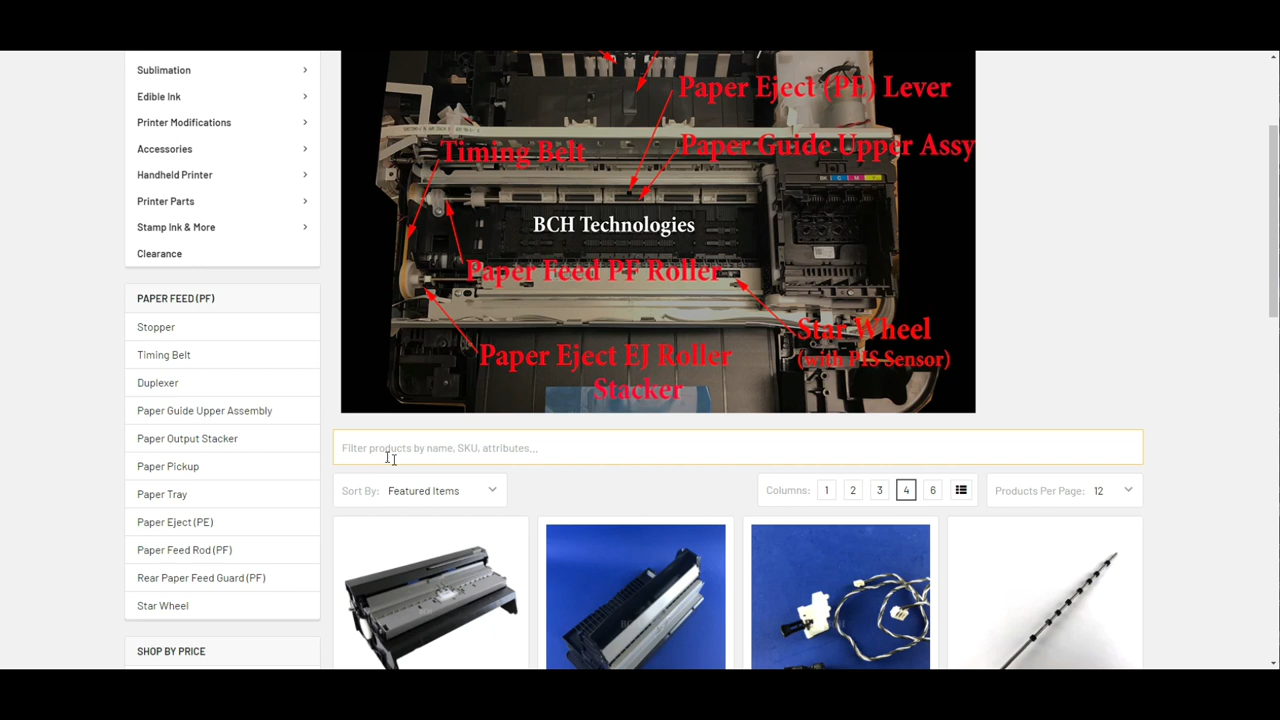 Sublimation
Edible Ink
Printer Modifications
Accessories
Handheld Printer
Printer Parts
Stamp Ink & More
Clearance
PAPER FEED (PF)
Stopper
Timing Belt
Duplexer
Paper Guide Upper Assembly
Paper Output Stacker
Paper Pickup
Paper Tray
Paper Eject (PE)
Paper Feed Rod (PF)
Rear Paper Feed Guard (PF)
Star Wheel
SHOP BY PRICE
Paper Eject (PE) Lever
Paper Guide Upper Assy
Timing Belt
BK C M Y
BCH Technologies
Paper Feed PF Roller
Star Wheel
(with PIS Sensor)
Paper Eject EJ Roller
Stacker
Filter products by name, SKU, attributes...
Sort By: Featured Items
Columns: 1 2 3 4 6
Products Per Page: 12